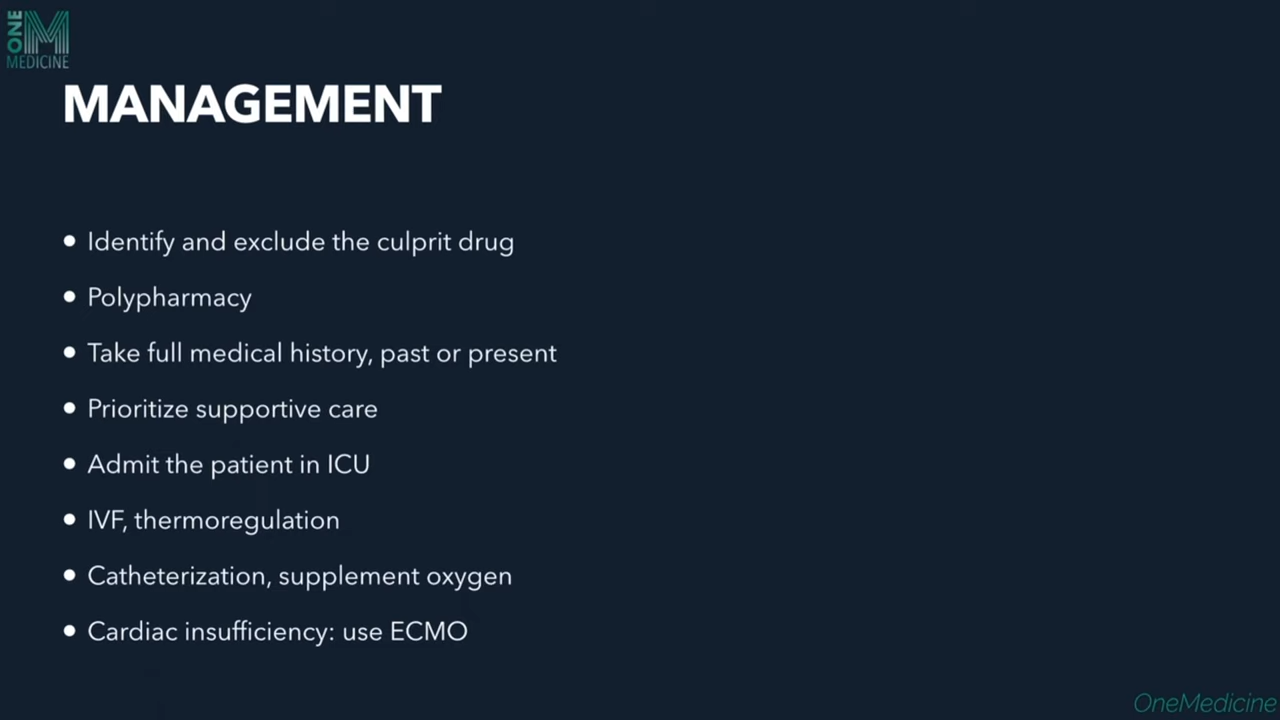 ONE M
MEDICINE
MANAGEMENT
• Identify and exclude the culprit drug
• Polypharmacy
• Take full medical history, past or present
• Prioritize supportive care
• Admit the patient in ICU
• IVF, thermoregulation
• Catheterization, supplement oxygen
• Cardiac insufficiency: use ECMO
OneMedicine